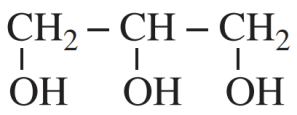 CH₂ – CH – CH₂
OH OH OH